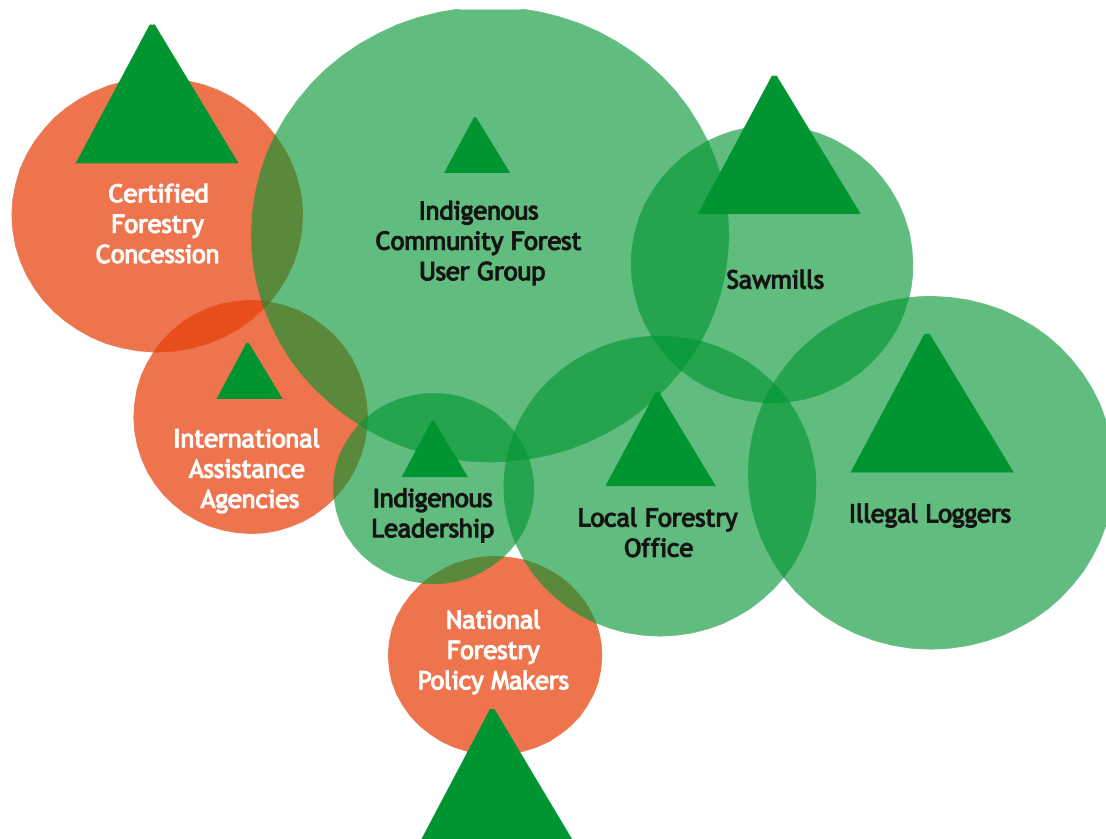 Certified
Forestry
Concession
Indigenous
Community Forest
User Group
Sawmills
International
Assistance
Agencies
Indigenous
Leadership
Local Forestry
Office
Illegal Loggers
National
Forestry
Policy Makers